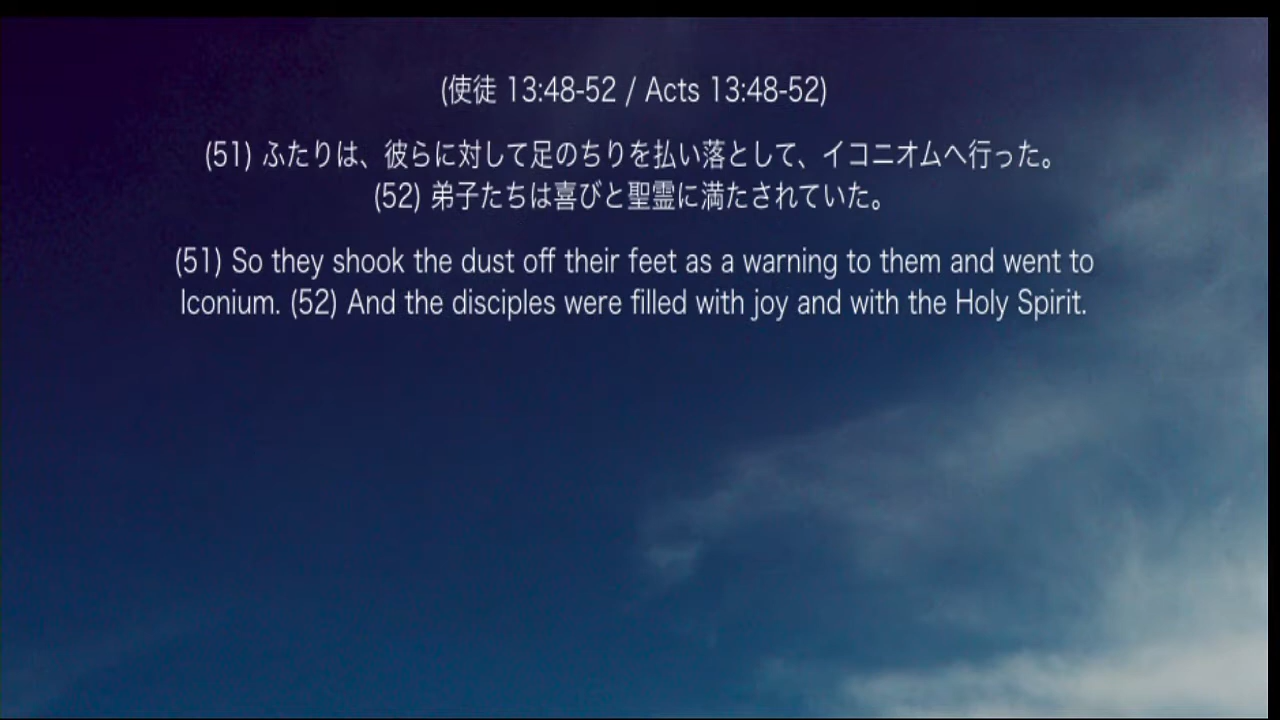 (使徒 13:48-52 / Acts 13:48-52)
(51) ふたりは、彼らに対して足のちりを払い落として、イコニオムへ行った。
(52) 弟子たちは喜びと聖霊に満たされていた。
(51) So they shook the dust off their feet as a warning to them and went to
Iconium. (52) And the disciples were filled with joy and with the Holy Spirit.